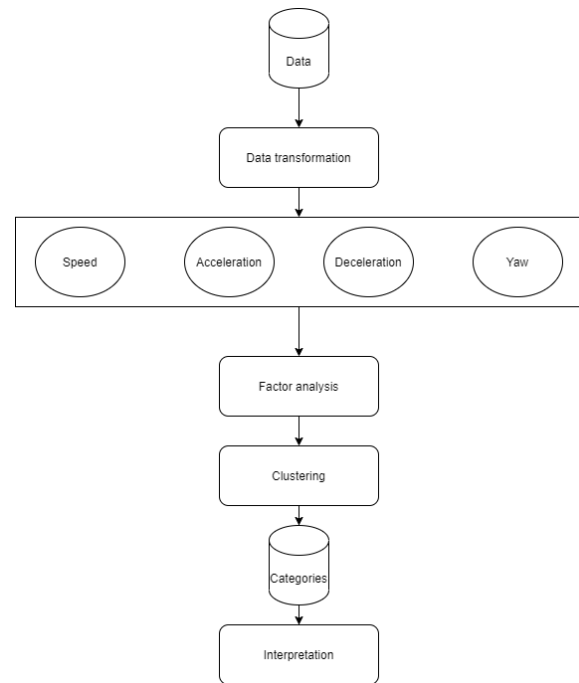 Data
Data transformation
Speed
Acceleration
Deceleration
Yaw
Factor analysis
Clustering
Categories
Interpretation